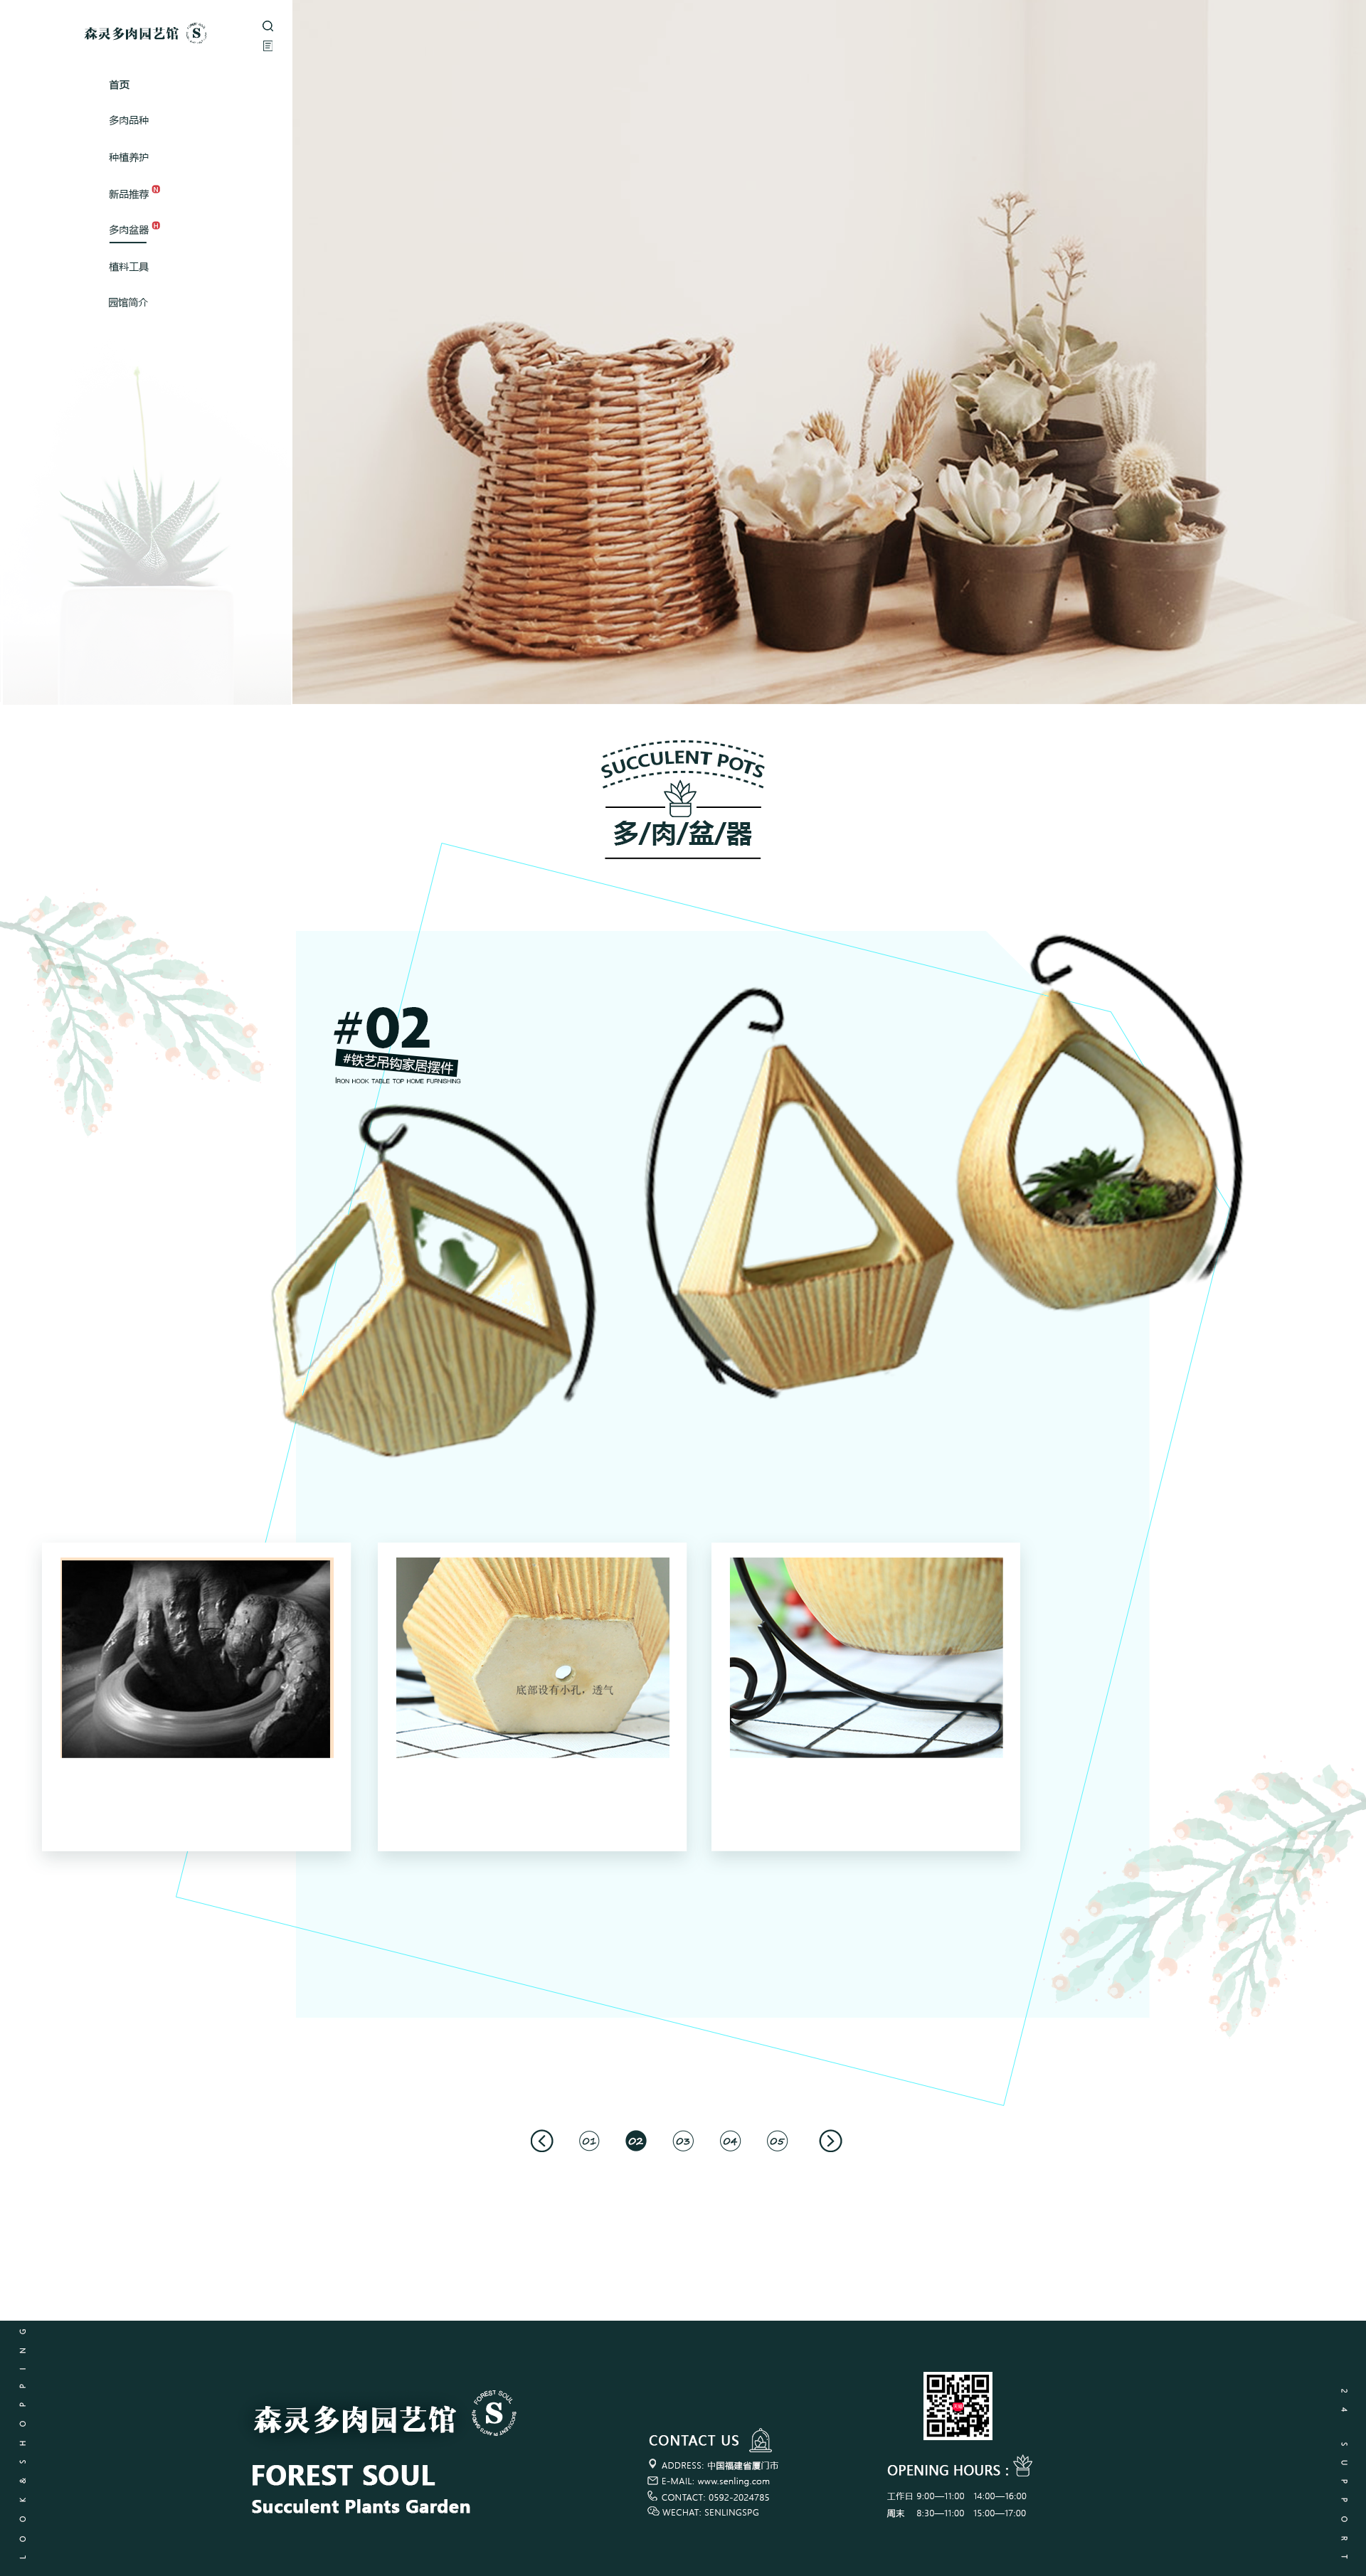 森灵多肉园艺馆 S
首页
多肉品种
种植养护
新品推荐 N
多肉盆器 H
植料工具
园馆简介
SUCCULENT POTS
多/肉/盆/器
#02
#铁艺吊钩家居摆件
IRON HOOK TABLE TOP HOME FURNISHING
底部设有小孔，透气
01 02 03 04 05
LOOK&SHOPPING
森灵多肉园艺馆
FOREST SOUL
S
FOREST SOUL
Succulent Plants Garden
CONTACT US
ADDRESS: 中国福建省厦门市
E-MAIL: www.senling.com
CONTACT: 0592-2024785
WECHAT: SENLINGSPG
OPENING HOURS :
工作日 9:00—11:00 14:00—16:00
周末 8:30—11:00 15:00—17:00
24 SUPPORT